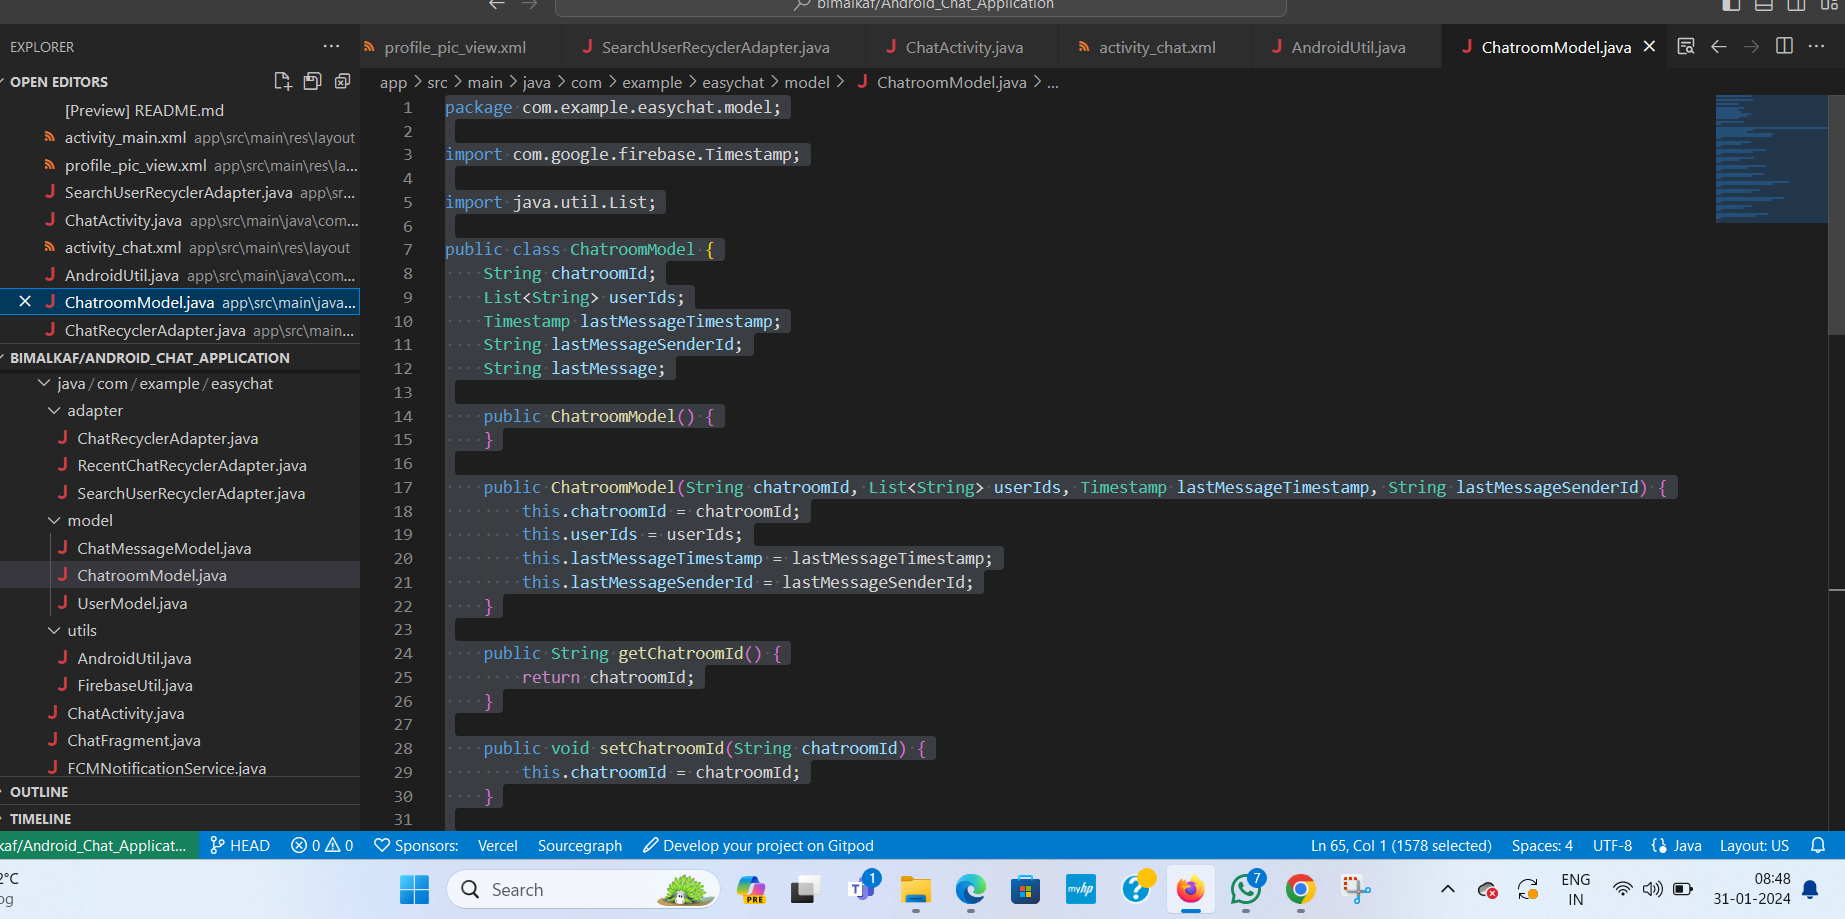 bimalkaf/Android_Chat_Application
EXPLORER
profile_pic_view.xml
SearchUserRecyclerAdapter.java
ChatActivity.java
activity_chat.xml
AndroidUtil.java
ChatroomModel.java
OPEN EDITORS
app > src > main > java > com > example > easychat > model > ChatroomModel.java > ...
[Preview] README.md
activity_main.xml app\src\main\res\layout
profile_pic_view.xml app\src\main\res\la...
SearchUserRecyclerAdapter.java app\sr...
ChatActivity.java app\src\main\java\com...
activity_chat.xml app\src\main\res\layout
AndroidUtil.java app\src\main\java\com...
ChatroomModel.java app\src\main\java...
ChatRecyclerAdapter.java app\src\main...
BIMALKAF/ANDROID_CHAT_APPLICATION
java/com/example/easychat
adapter
ChatRecyclerAdapter.java
RecentChatRecyclerAdapter.java
SearchUserRecyclerAdapter.java
model
ChatMessageModel.java
ChatroomModel.java
UserModel.java
utils
AndroidUtil.java
FirebaseUtil.java
ChatActivity.java
ChatFragment.java
FCMNotificationService.java
OUTLINE
TIMELINE
1 package com.example.easychat.model;
2
3 import com.google.firebase.Timestamp;
4
5 import java.util.List;
6
7 public class ChatroomModel {
8 String chatroomId;
9 List<String> userIds;
10 Timestamp lastMessageTimestamp;
11 String lastMessageSenderId;
12 String lastMessage;
13
14 public ChatroomModel() {
15 }
16
17 public ChatroomModel(String chatroomId, List<String> userIds, Timestamp lastMessageTimestamp, String lastMessageSenderId) {
18 this.chatroomId = chatroomId;
19 this.userIds = userIds;
20 this.lastMessageTimestamp = lastMessageTimestamp;
21 this.lastMessageSenderId = lastMessageSenderId;
22 }
23
24 public String getChatroomId() {
25 return chatroomId;
26 }
27
28 public void setChatroomId(String chatroomId) {
29 this.chatroomId = chatroomId;
30 }
31
kaf/Android_Chat_Applicat... HEAD 0 0 Sponsors: Vercel Sourcegraph Develop your project on Gitpod Ln 65, Col 1 (1578 selected) Spaces: 4 UTF-8 Java Layout: US
2°C
og
Search
PRE
T
1
myhp
?
7
ENG
IN
08:48
31-01-2024